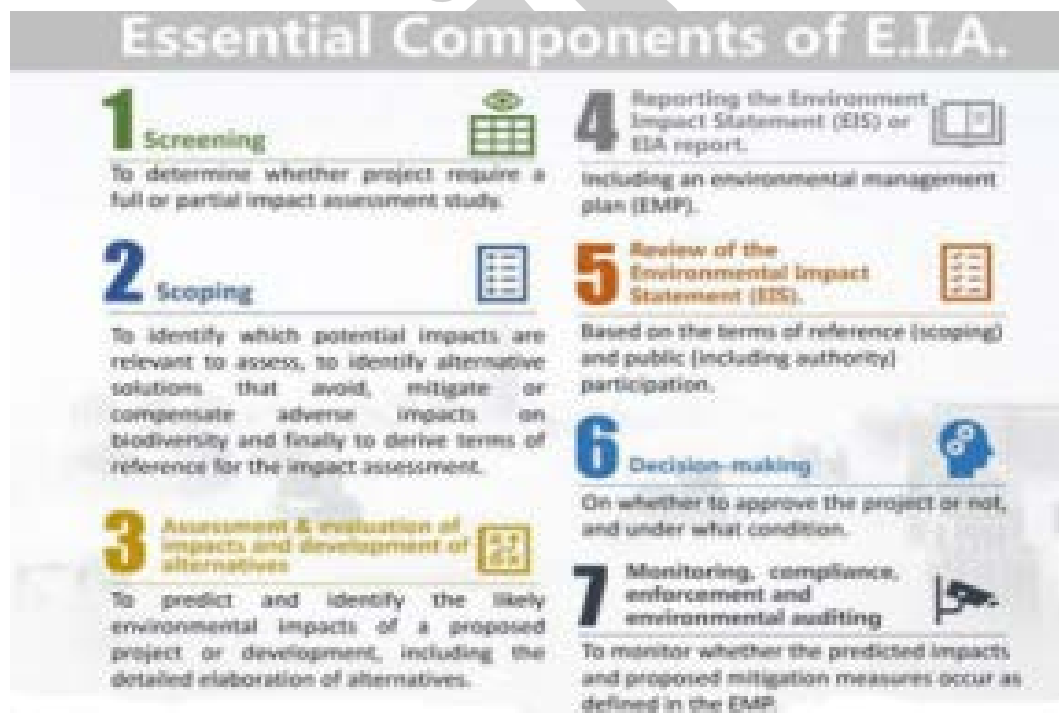 Essential Components of E.I.A.
1 Screening
To determine whether project require a
full or partial impact assessment study.
2 Scoping
To identify which potential impacts are
relevant to assess, to identify alternative
solutions that avoid, mitigate or
compensate adverse impacts on
biodiversity and finally to derive terms of
reference for the impact assessment.
3 Assessment & evaluation of
impacts and development of
alternatives
To predict and identify the likely
environmental impacts of a proposed
project or development, including the
detailed elaboration of alternatives.
4 Reporting the Environment
Impact Statement (EIS) or
EIA report.
Including an environmental management
plan (EMP).
5 Review of the
Environmental Impact
Statement (EIS).
Based on the terms of reference (scoping)
and public (including authority)
participation.
6 Decision-making
On whether to approve the project or not,
and under what condition.
7 Monitoring, compliance,
enforcement and
environmental auditing
To monitor whether the predicted impacts
and proposed mitigation measures occur as
defined in the EMP.